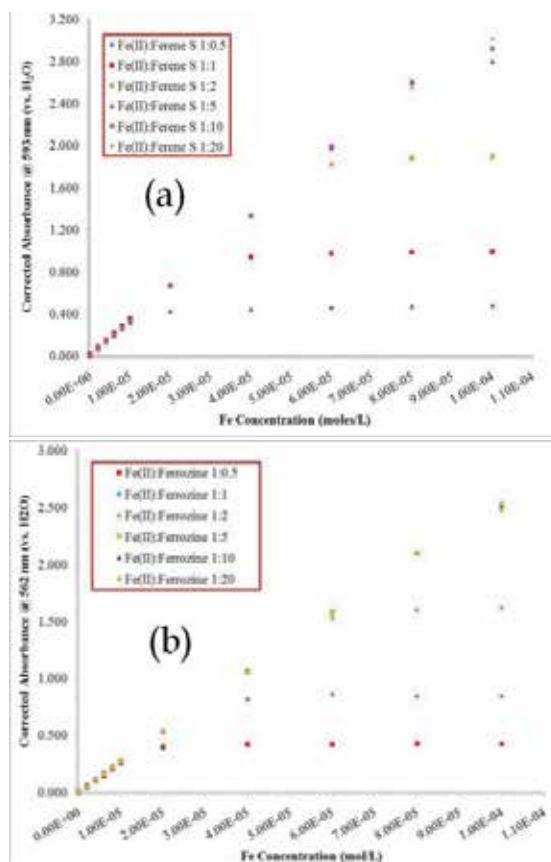 3.200
2.800
2.400
2.000
1.600
1.200
0.800
0.400
0.000
Corrected Absorbance @ 593 nm (vs. H₂O)
Fe(II):Ferene S 1:0.5
Fe(II):Ferene S 1:1
Fe(II):Ferene S 1:2
Fe(II):Ferene S 1:5
Fe(II):Ferene S 1:10
Fe(II):Ferene S 1:20
(a)
0.00E+00
1.00E-05
2.00E-05
3.00E-05
4.00E-05
5.00E-05
6.00E-05
7.00E-05
8.00E-05
9.00E-05
1.00E-04
1.10E-04
Fe Concentration (moles/L)
3.000
2.500
2.000
1.500
1.000
0.500
0.000
Corrected Absorbance @ 562 nm (vs. H2O)
Fe(II):Ferrozine 1:0.5
Fe(II):Ferrozine 1:1
Fe(II):Ferrozine 1:2
Fe(II):Ferrozine 1:5
Fe(II):Ferrozine 1:10
Fe(II):Ferrozine 1:20
(b)
0.00E+00
1.00E-05
2.00E-05
3.00E-05
4.00E-05
5.00E-05
6.00E-05
7.00E-05
8.00E-05
9.00E-05
1.00E-04
1.10E-04
Fe Concentration (mol/L)